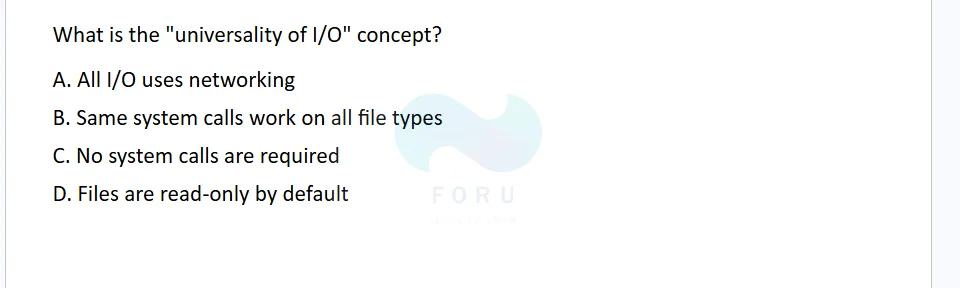 What is the "universality of I/O" concept?
A. All I/O uses networking
B. Same system calls work on all file types
C. No system calls are required
D. Files are read-only by default
FORU